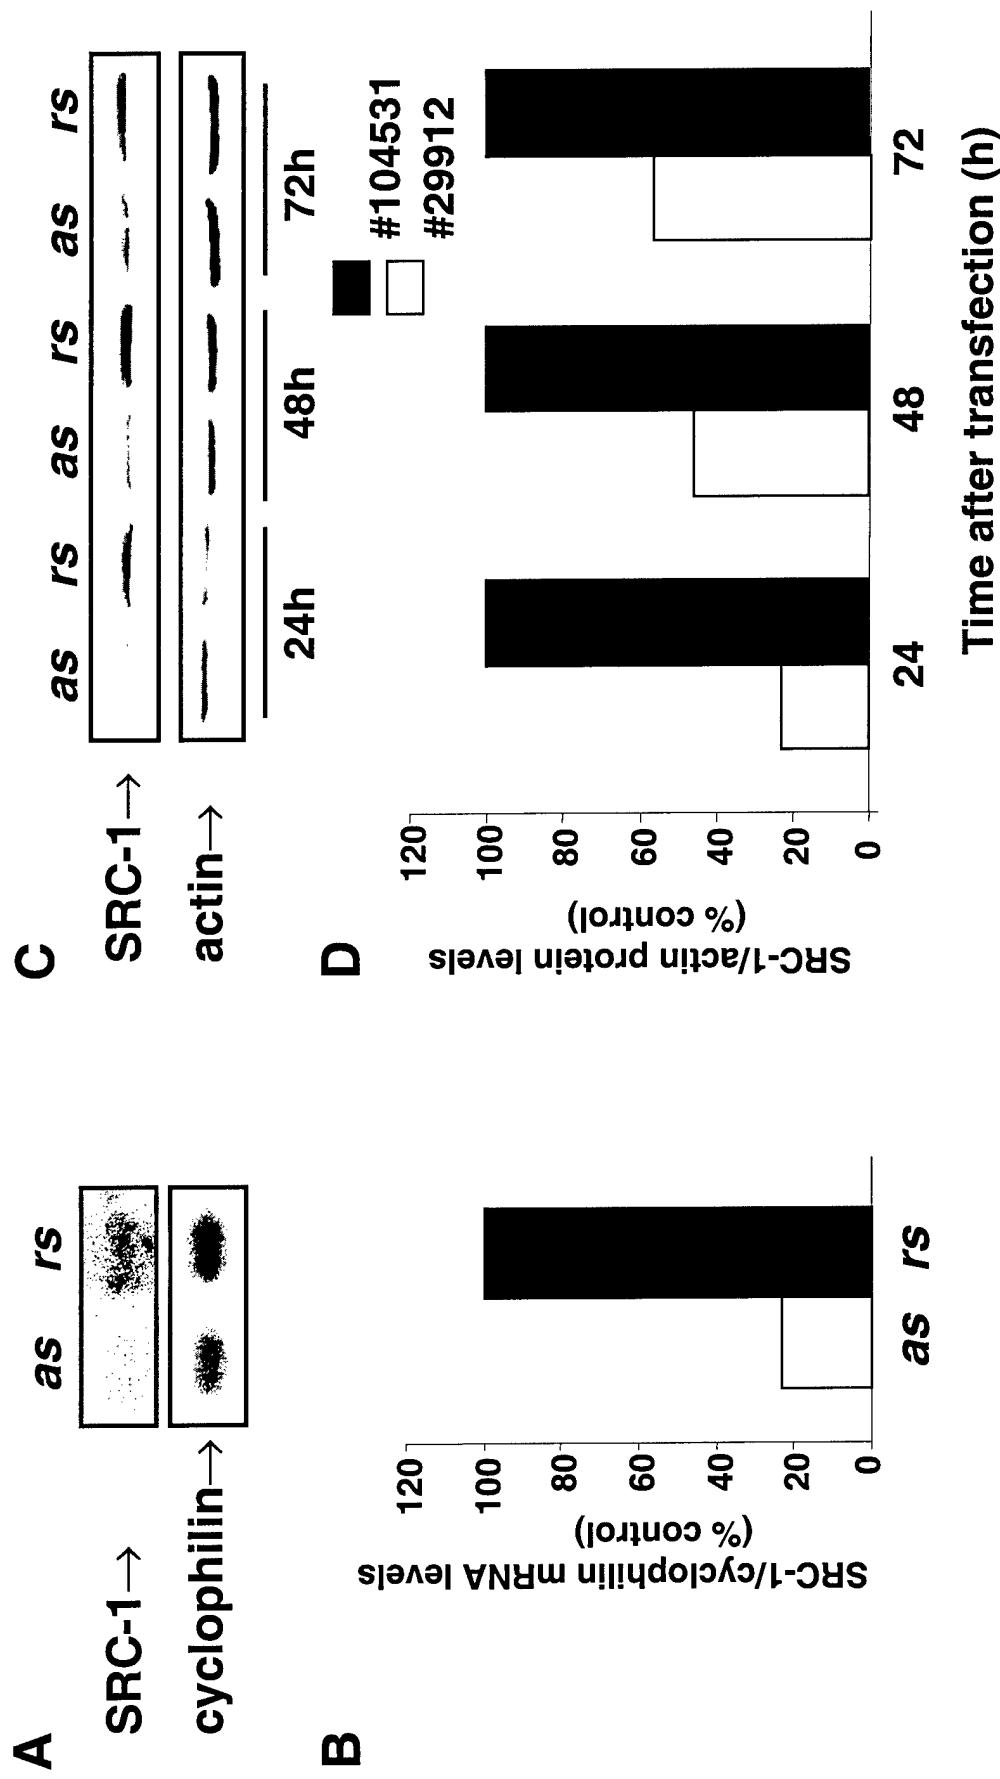 A
as rs
SRC-1→
cyclophilin→
B
SRC-1/cyclophilin mRNA levels
(% control)
120
100
80
60
40
20
0
as rs
C
as rs as rs as rs
SRC-1→
actin→
24h 48h 72h
D
#104531
#29912
SRC-1/actin protein levels
(% control)
120
100
80
60
40
20
0
24 48 72
Time after transfection (h)